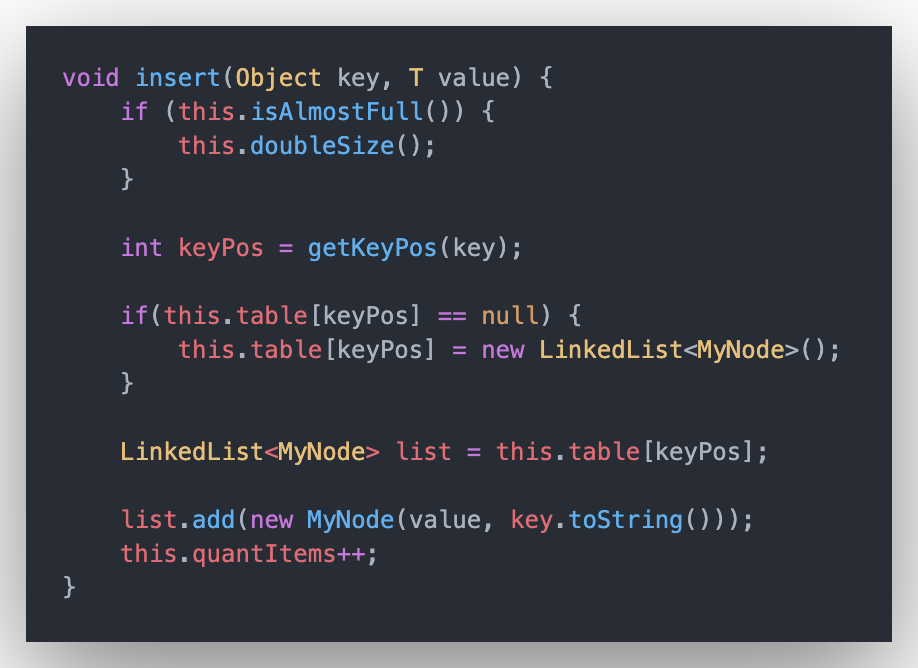 void insert(Object key, T value) {
    if (this.isAlmostFull()) {
        this.doubleSize();
    }

    int keyPos = getKeyPos(key);

    if(this.table[keyPos] == null) {
        this.table[keyPos] = new LinkedList<MyNode>();
    }

    LinkedList<MyNode> list = this.table[keyPos];

    list.add(new MyNode(value, key.toString()));
    this.quantItems++;
}